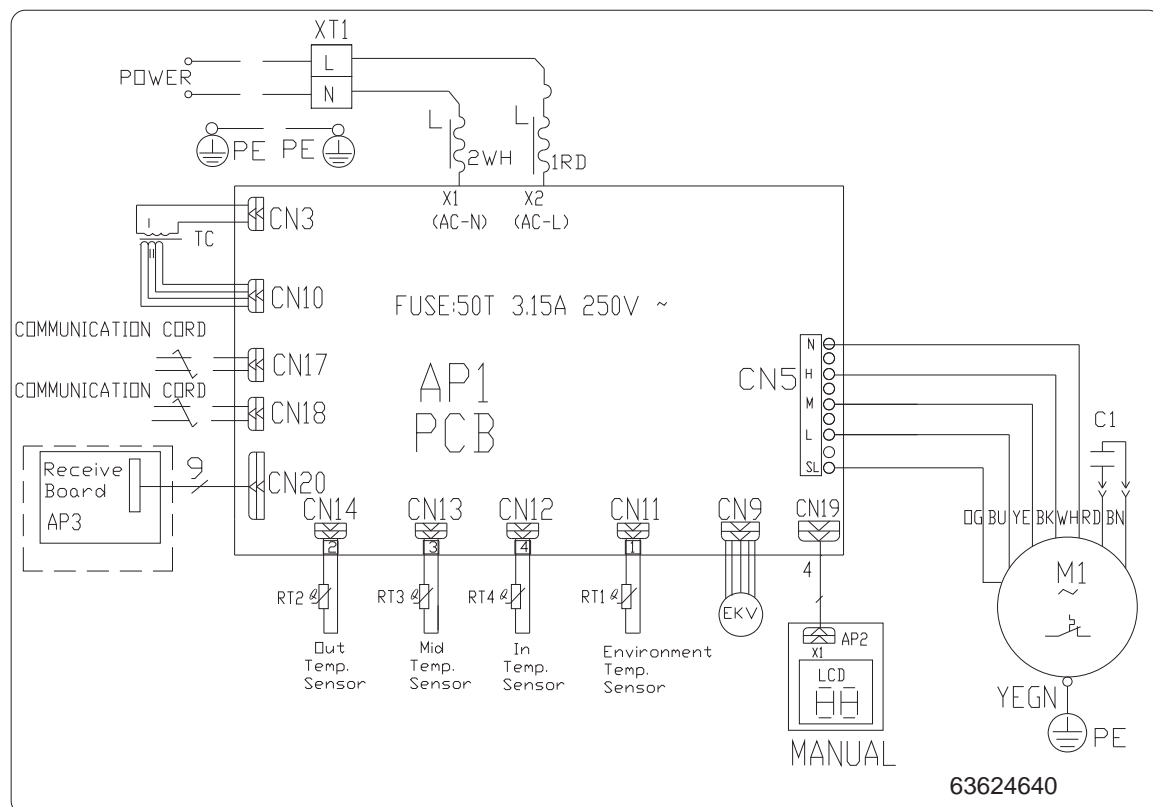 XT1
POWER
L
N
PE PE
L L
2WH 1RD
X1 X2
(AC-N) (AC-L)
CN3
I
TC
II
CN10
FUSE:50T 3.15A 250V ~
COMMUNICATION CORD
CN17
COMMUNICATION CORD
CN18
AP1
PCB
CN5
N
H
M
L
SL
C1
Receive
Board
AP3
9
CN20
CN14 CN13 CN12 CN11 CN9 CN19
2 3 4 1
4
RT2 RT3 RT4 RT1
Out
Temp.
Sensor
Mid
Temp.
Sensor
In
Temp.
Sensor
Environment
Temp.
Sensor
EKV
AP2
X1
LCD
88
MANUAL
OG BU YE BK WH RD BN
M1
~
YEGN
PE
63624640